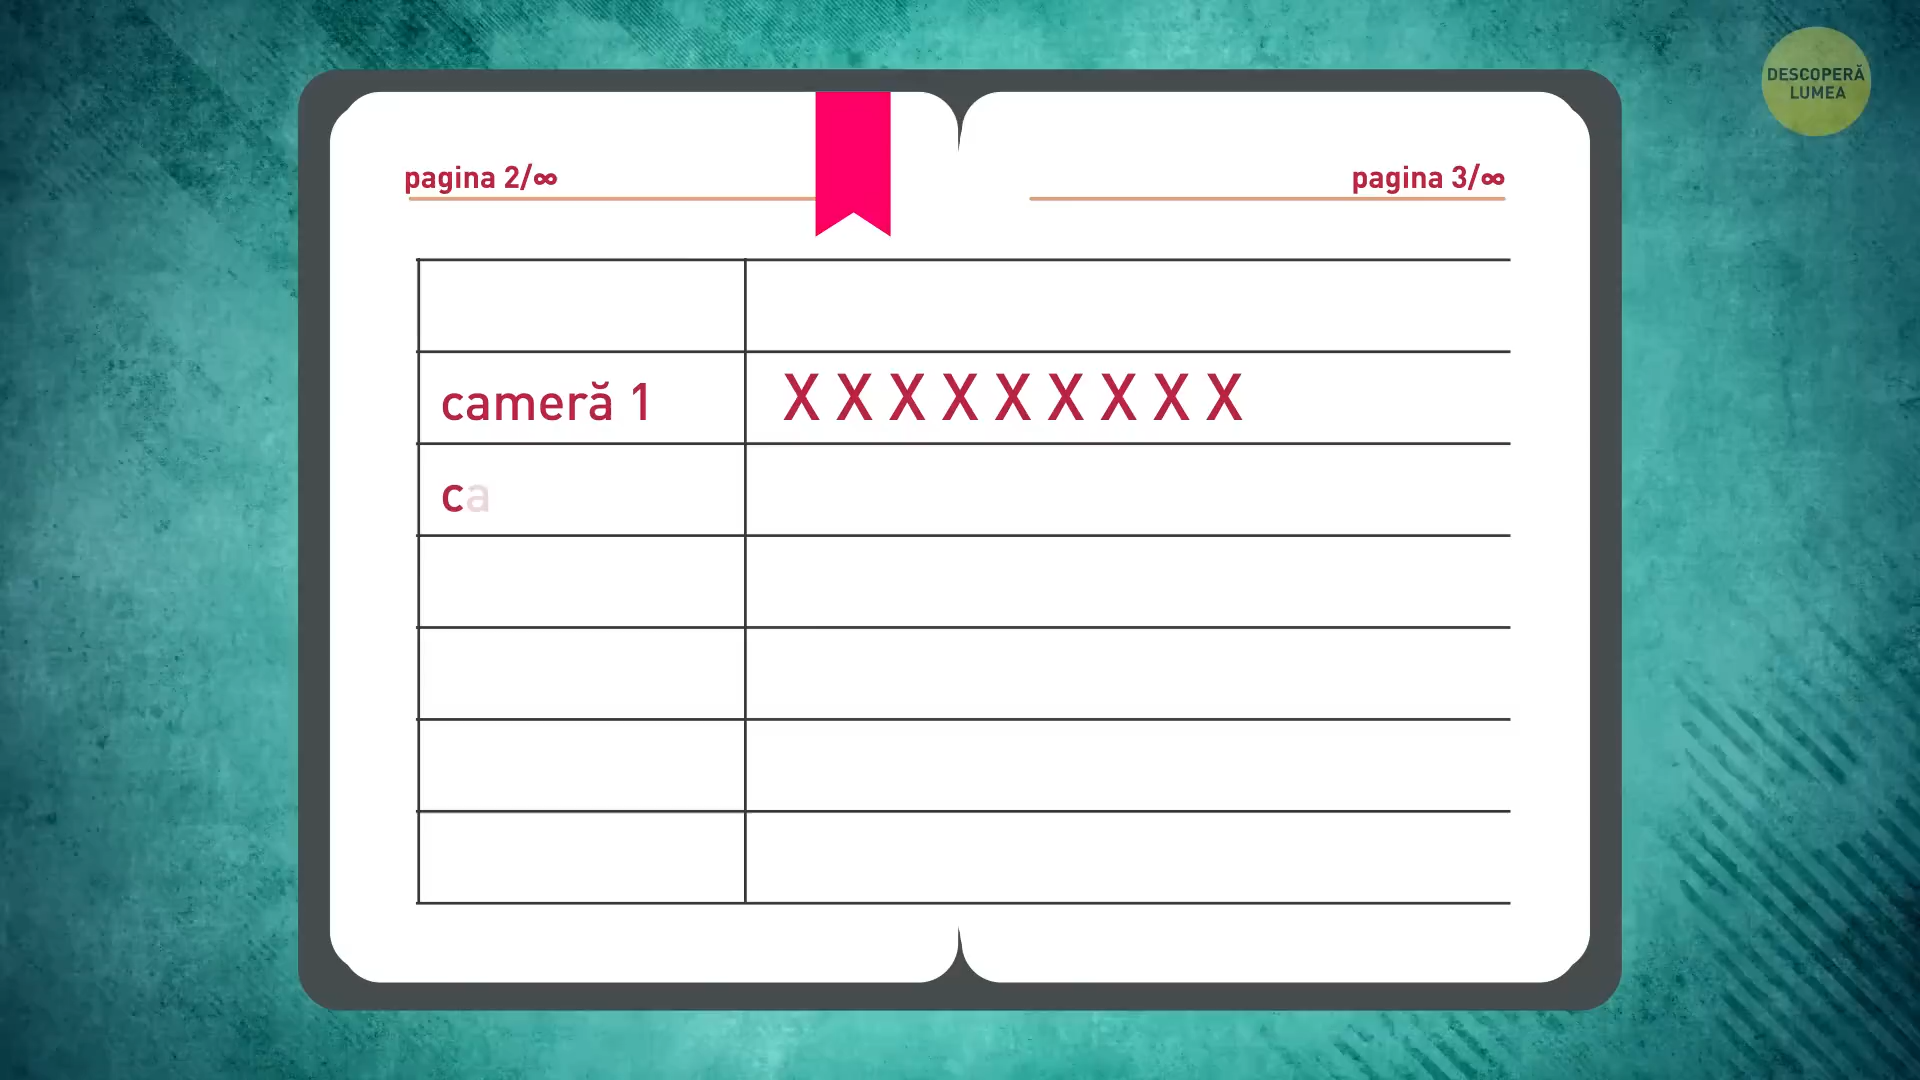 DESCOPERĂ
LUMEA
pagina 2/∞
pagina 3/∞
cameră 1
X X X X X X X X X
ca